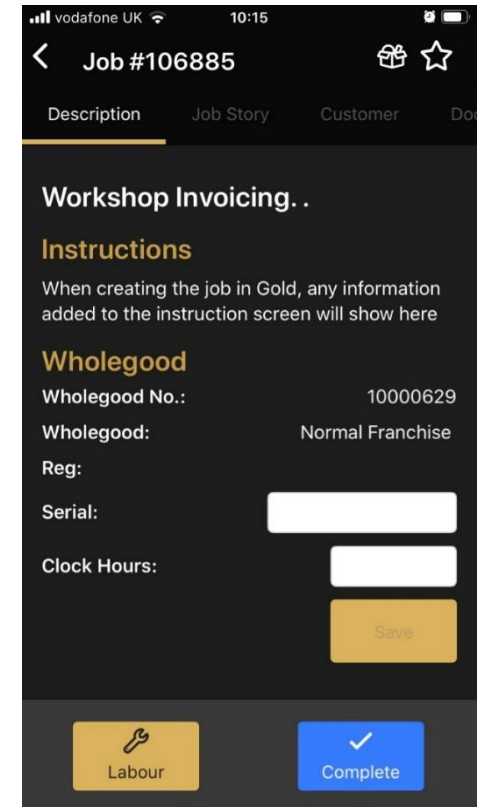 vodafone UK 10:15
Job #106885
Description Job Story Customer Doc
Workshop Invoicing. .
Instructions
When creating the job in Gold, any information
added to the instruction screen will show here
Wholegood
Wholegood No.: 10000629
Wholegood: Normal Franchise
Reg:
Serial:
Clock Hours:
Save
Labour Complete